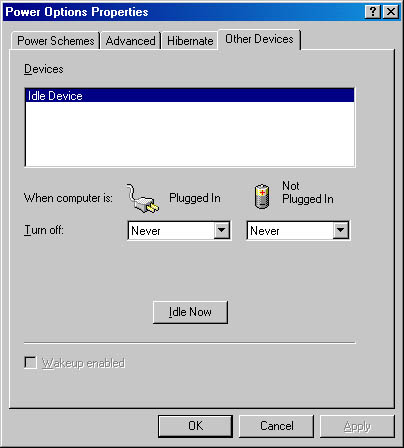 Power Options Properties
Power Schemes Advanced Hibernate Other Devices
Devices
Idle Device
When computer is: Plugged In Not Plugged In
Turn off: Never Never
Idle Now
Wakeup enabled
OK Cancel Apply